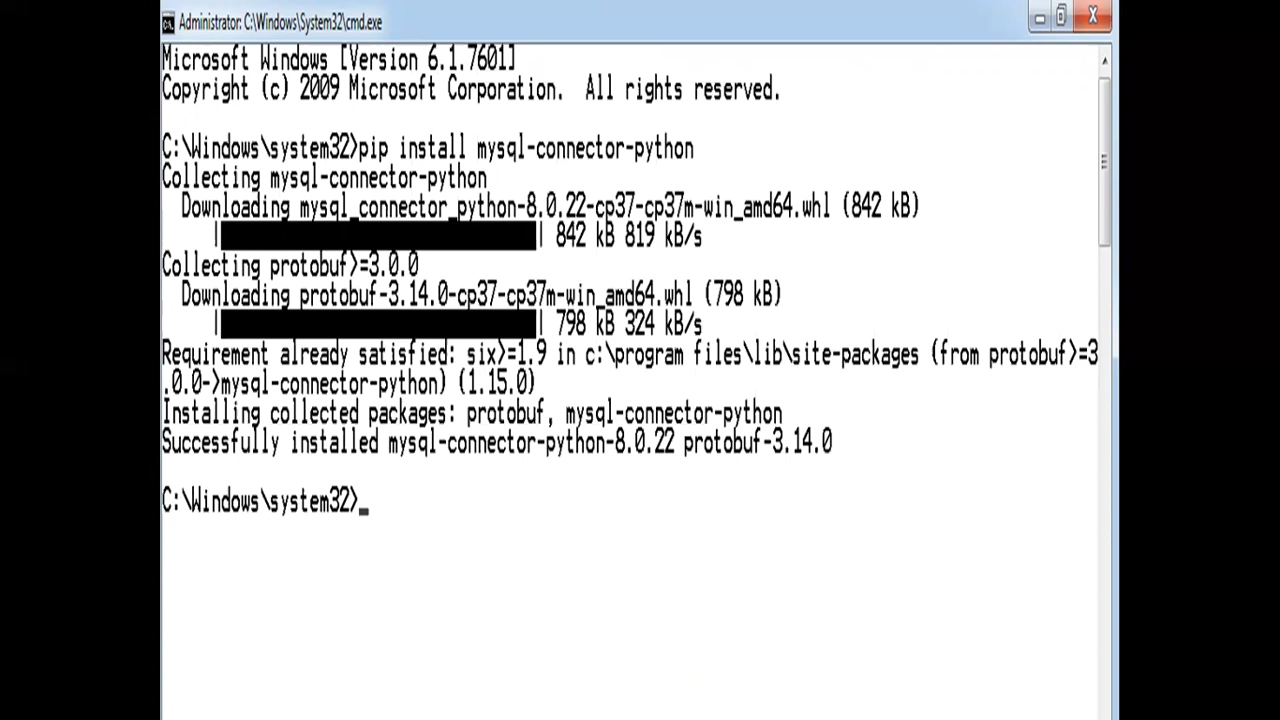 Administrator: C:\Windows\System32\cmd.exe
Microsoft Windows [Version 6.1.7601]
Copyright (c) 2009 Microsoft Corporation.  All rights reserved.
C:\Windows\system32>pip install mysql-connector-python
Collecting mysql-connector-python
  Downloading mysql_connector_python-8.0.22-cp37-cp37m-win_amd64.whl (842 kB)
| 842 kB 819 kB/s
Collecting protobuf>=3.0.0
  Downloading protobuf-3.14.0-cp37-cp37m-win_amd64.whl (798 kB)
| 798 kB 324 kB/s
Requirement already satisfied: six>=1.9 in c:\program files\lib\site-packages (from protobuf>=3
.0.0->mysql-connector-python) (1.15.0)
Installing collected packages: protobuf, mysql-connector-python
Successfully installed mysql-connector-python-8.0.22 protobuf-3.14.0
C:\Windows\system32>_